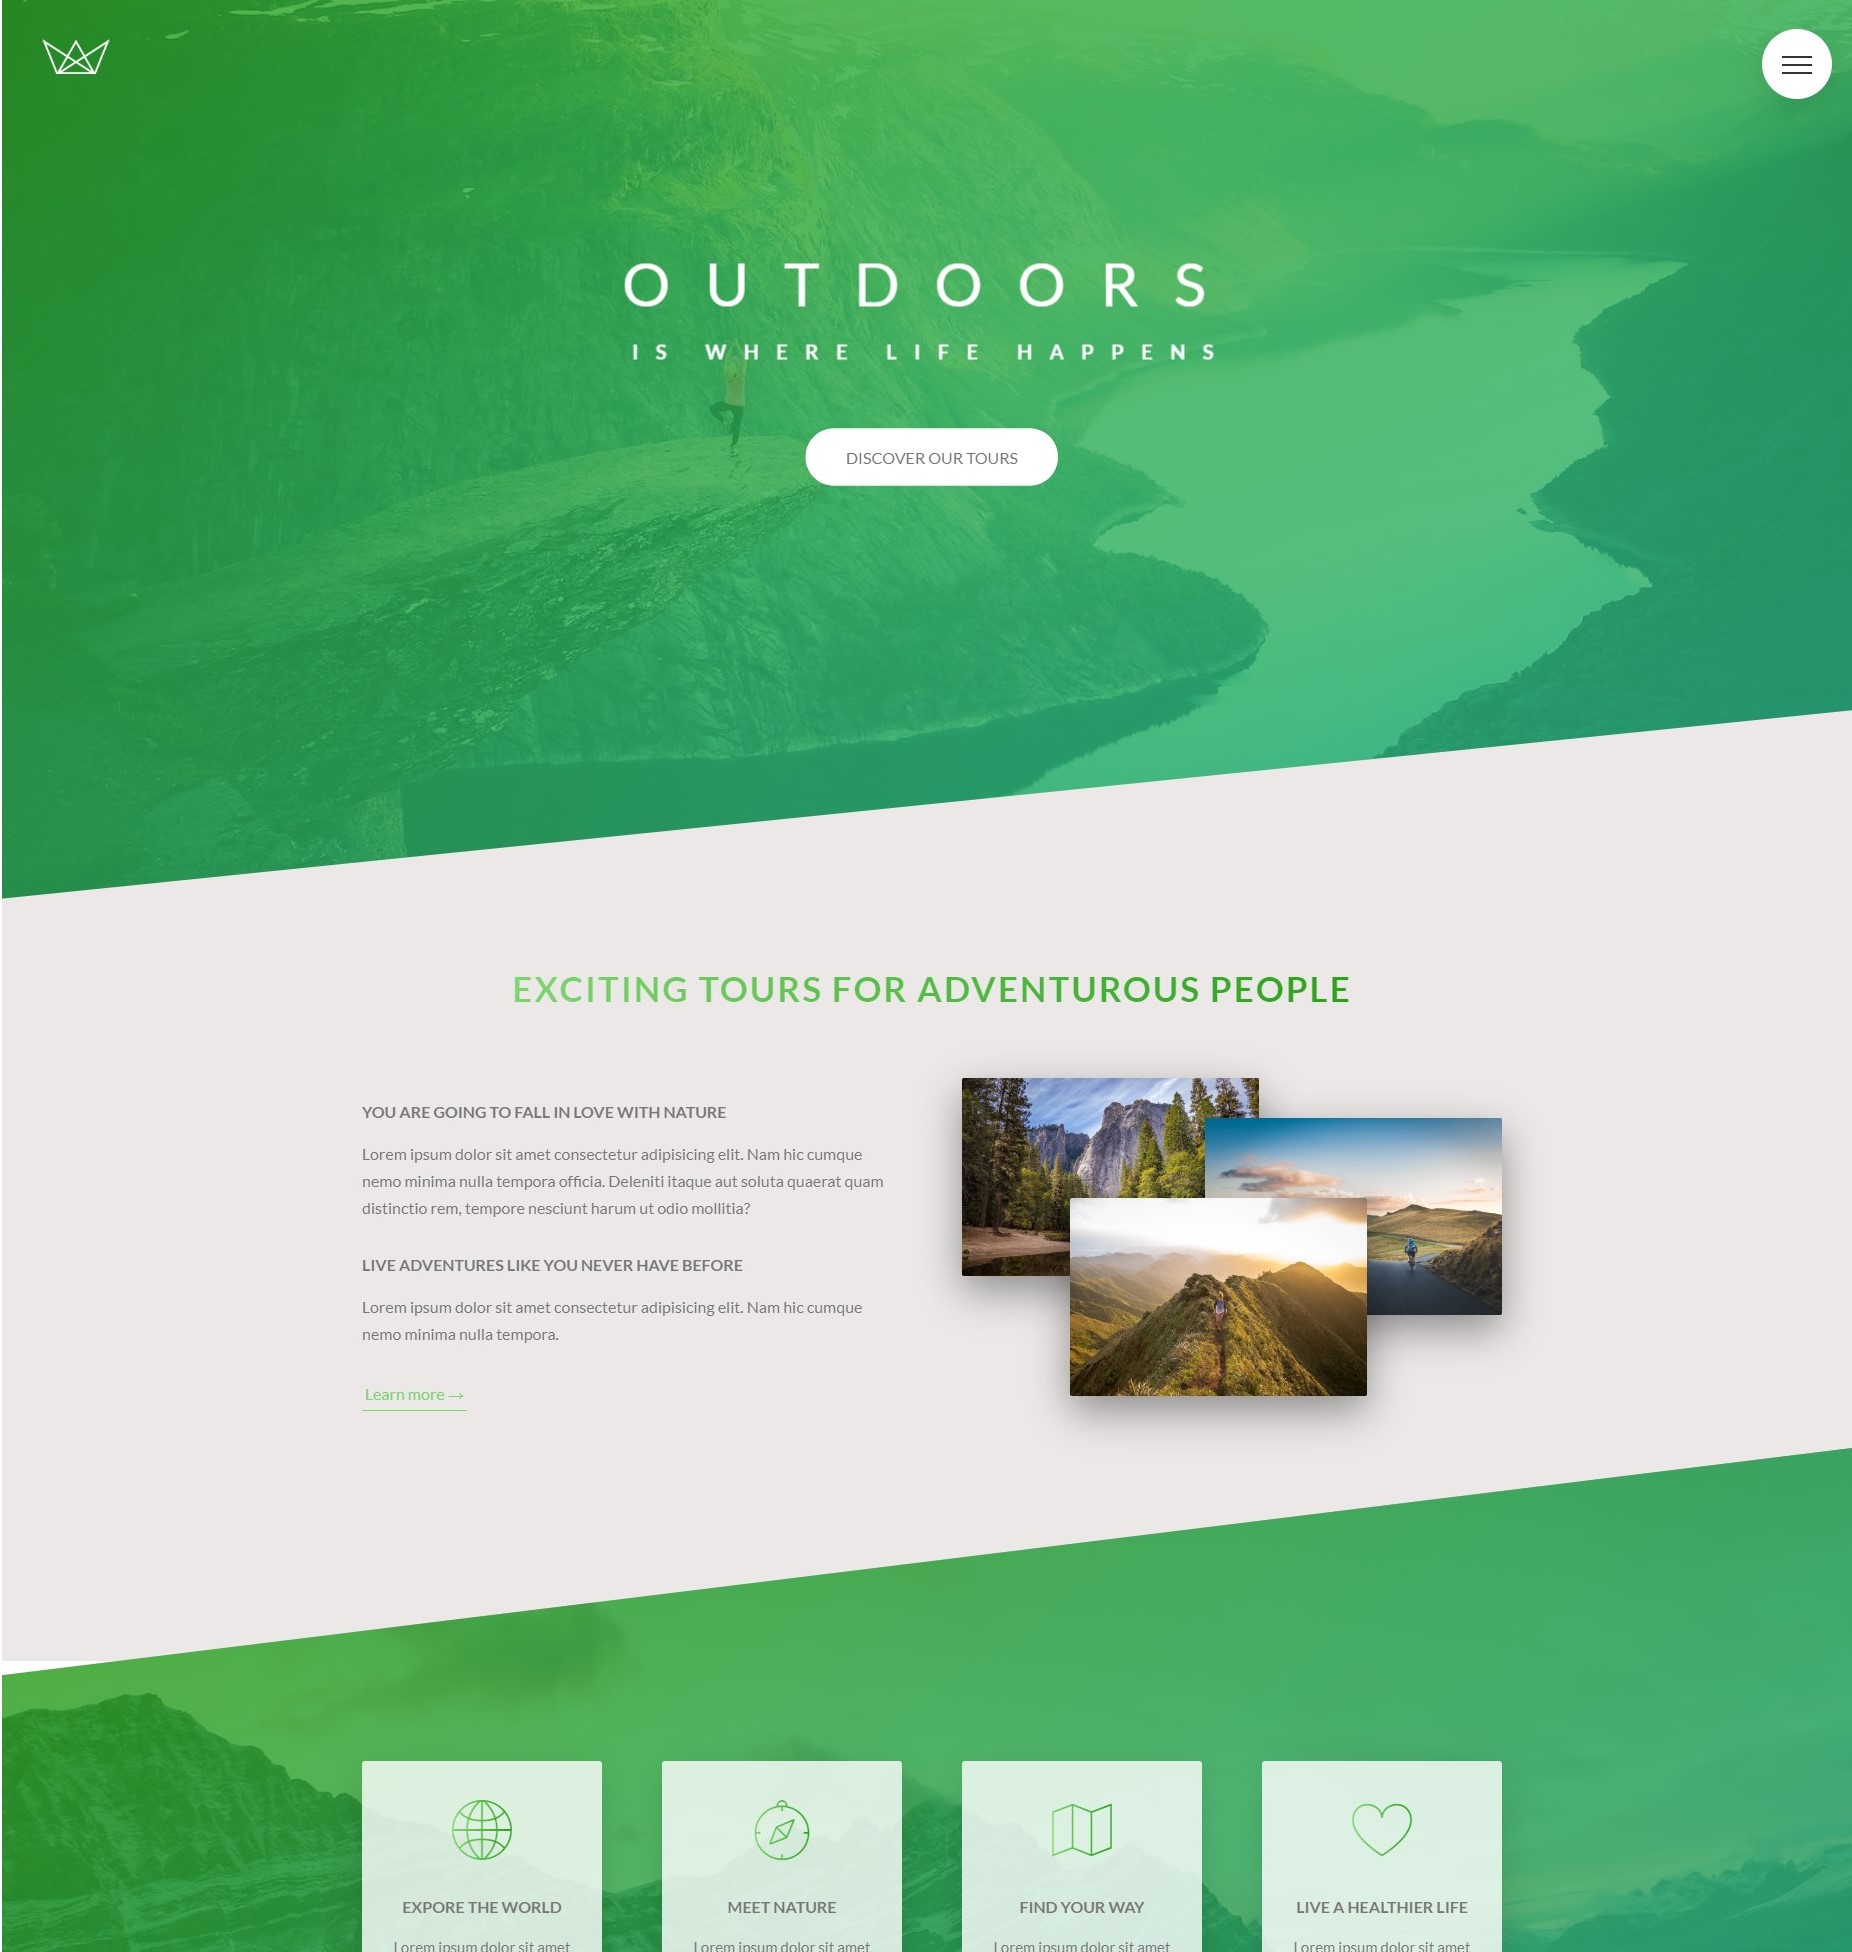 OUTDOORS
IS WHERE LIFE HAPPENS
DISCOVER OUR TOURS
EXCITING TOURS FOR ADVENTUROUS PEOPLE
YOU ARE GOING TO FALL IN LOVE WITH NATURE
Lorem ipsum dolor sit amet consectetur adipisicing elit. Nam hic cumque
nemo minima nulla tempora officia. Deleniti itaque aut soluta quaerat quam
distinctio rem, tempore nesciunt harum ut odio mollitia?
LIVE ADVENTURES LIKE YOU NEVER HAVE BEFORE
Lorem ipsum dolor sit amet consectetur adipisicing elit. Nam hic cumque
nemo minima nulla tempora.
Learn more →
EXPORE THE WORLD
Lorem ipsum dolor sit amet
MEET NATURE
Lorem ipsum dolor sit amet
FIND YOUR WAY
Lorem ipsum dolor sit amet
LIVE A HEALTHIER LIFE
Lorem ipsum dolor sit amet